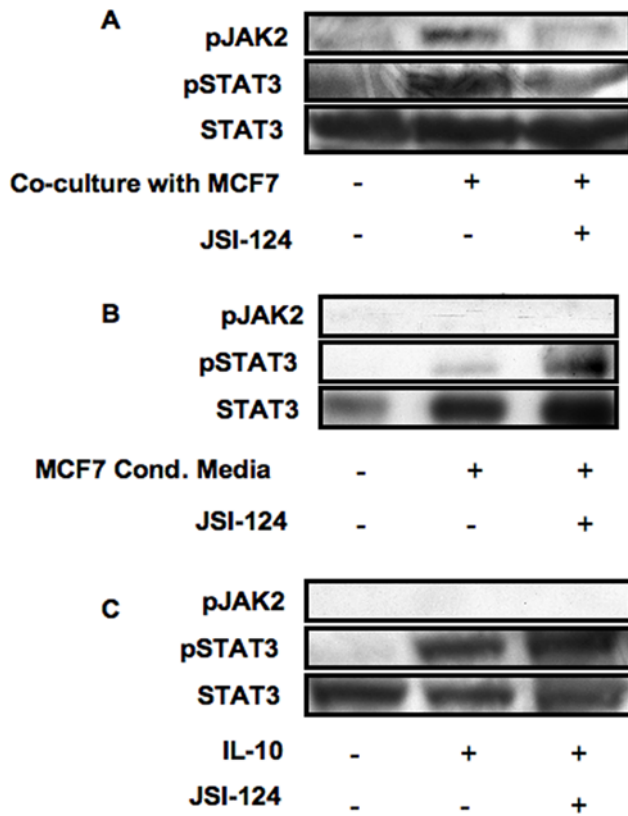 A
pJAK2
pSTAT3
STAT3
Co-culture with MCF7 - + +
JSI-124 - - +
B
pJAK2
pSTAT3
STAT3
MCF7 Cond. Media - + +
JSI-124 - - +
C
pJAK2
pSTAT3
STAT3
IL-10 - + +
JSI-124 - - +